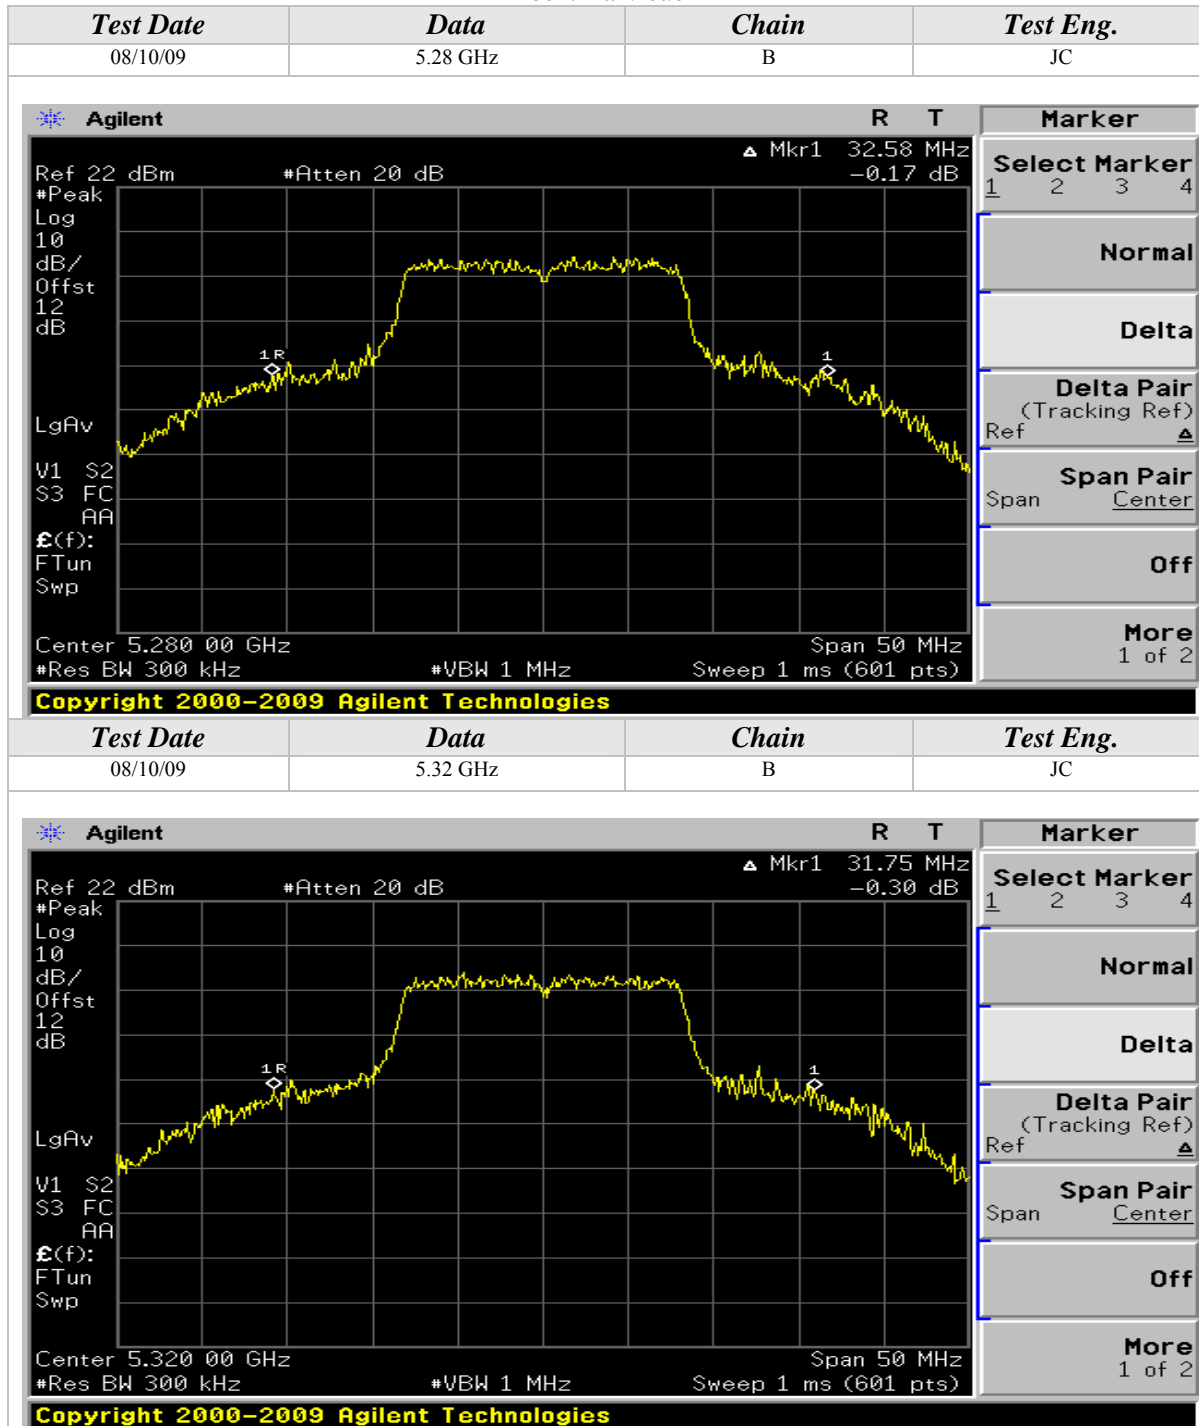 Test Date Data Chain Test Eng.
08/10/09 5.28 GHz B JC
Agilent R T Marker
Δ Mkr1 32.58 MHz
Ref 22 dBm #Atten 20 dB -0.17 dB
#Peak
Log
10
dB/
Offst
12
dB
1R
1
LgAv
V1 S2
S3 FC
AA
£(f):
FTun
Swp
Center 5.280 00 GHz Span 50 MHz
#Res BW 300 kHz #VBW 1 MHz Sweep 1 ms (601 pts)
Select Marker
1 2 3 4
Normal
Delta
Delta Pair
(Tracking Ref)
Ref Δ
Span Pair
Span Center
Off
More
1 of 2
Copyright 2000-2009 Agilent Technologies
Test Date Data Chain Test Eng.
08/10/09 5.32 GHz B JC
Agilent R T Marker
Δ Mkr1 31.75 MHz
Ref 22 dBm #Atten 20 dB -0.30 dB
#Peak
Log
10
dB/
Offst
12
dB
1R
1
LgAv
V1 S2
S3 FC
AA
£(f):
FTun
Swp
Center 5.320 00 GHz Span 50 MHz
#Res BW 300 kHz #VBW 1 MHz Sweep 1 ms (601 pts)
Select Marker
1 2 3 4
Normal
Delta
Delta Pair
(Tracking Ref)
Ref Δ
Span Pair
Span Center
Off
More
1 of 2
Copyright 2000-2009 Agilent Technologies